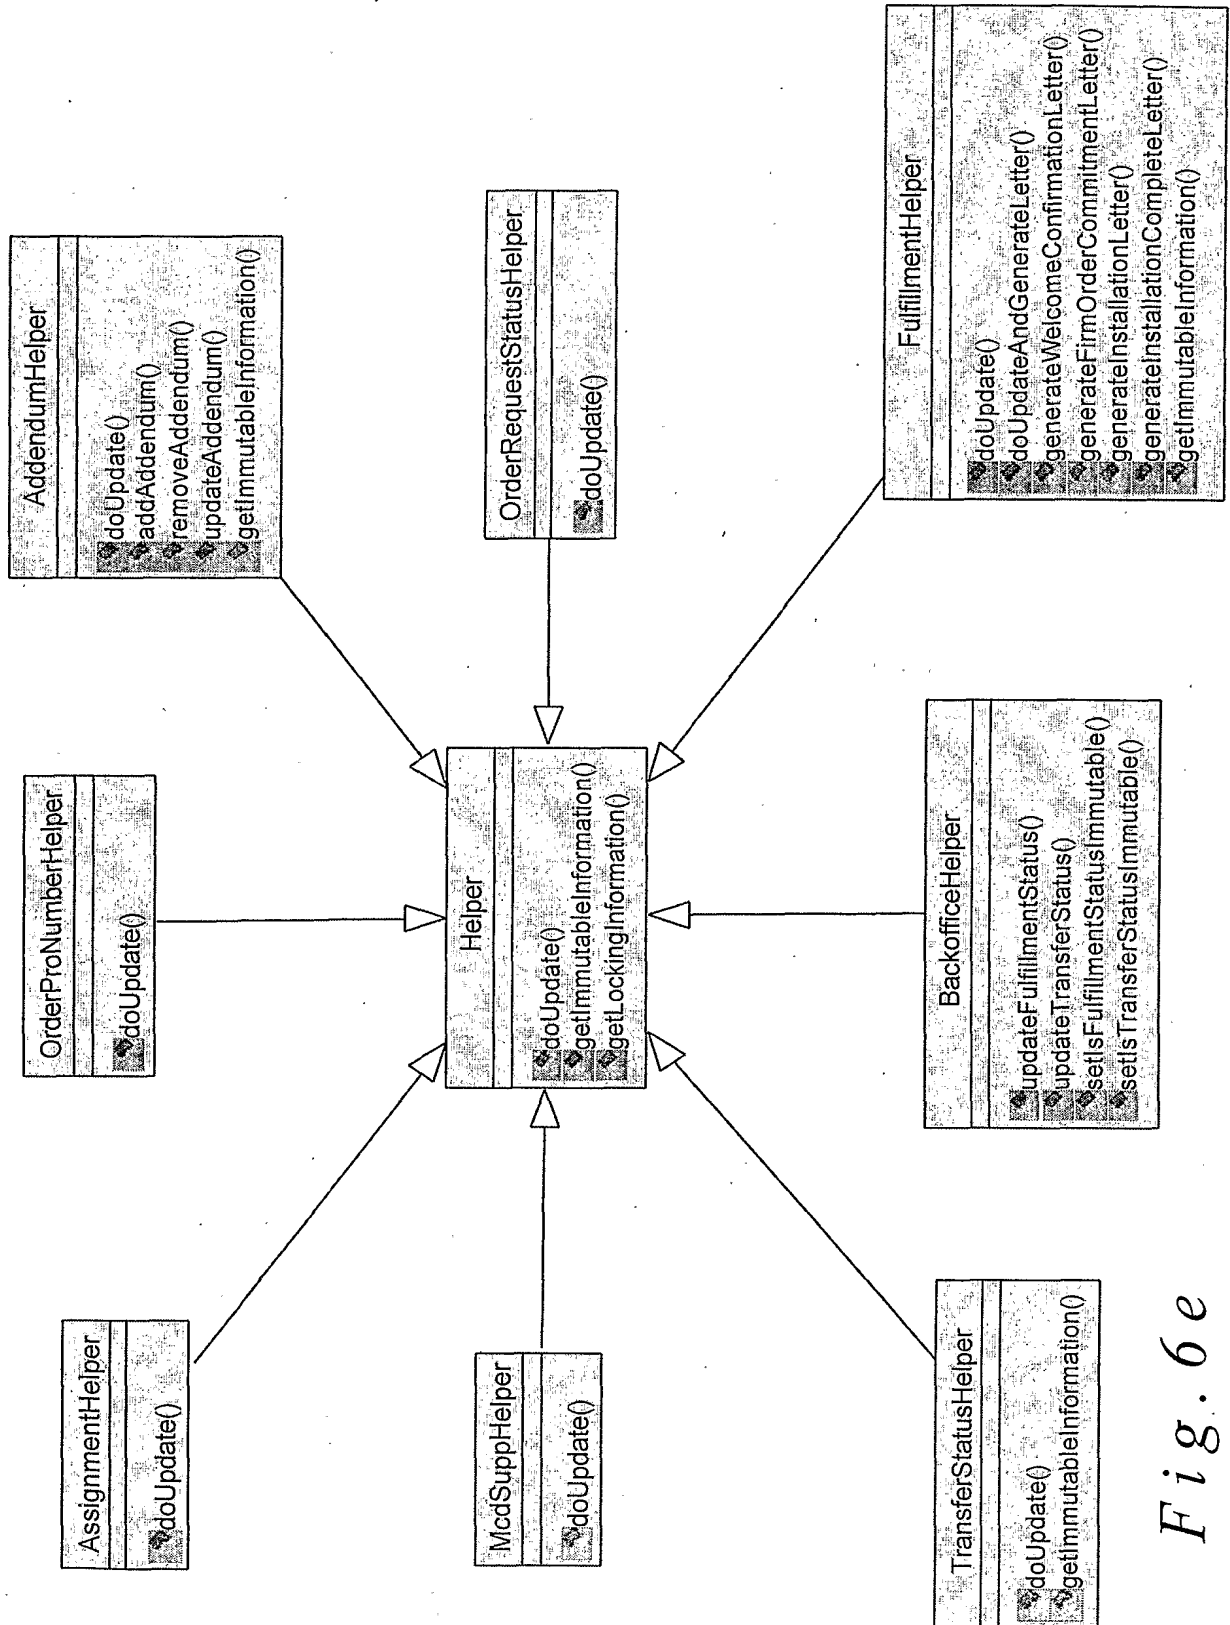 AssignmentHelper
doUpdate()
OrderProNumberHelper
doUpdate()
AddendumHelper
doUpdate()
addAddendum()
removeAddendum()
updateAddendum()
getImmutableInformation()
McdSuppHelper
doUpdate()
Helper
doUpdate()
getImmutableInformation()
getLockingInformation()
OrderRequestStatusHelper
doUpdate()
TransferStatusHelper
doUpdate()
getImmutableInformation()
BackofficeHelper
updateFulfillmentStatus()
updateTransferStatus()
setIsFulfillmentStatusImmutable()
setIsTransferStatusImmutable()
FulfillmentHelper
doUpdate()
doUpdateAndGenerateLetter()
generateWelcomeConfirmationLetter()
generateFirmOrderCommitmentLetter()
generateInstallationLetter()
generateInstallationCompleteLetter()
getImmutableInformation()
Fig. 6e